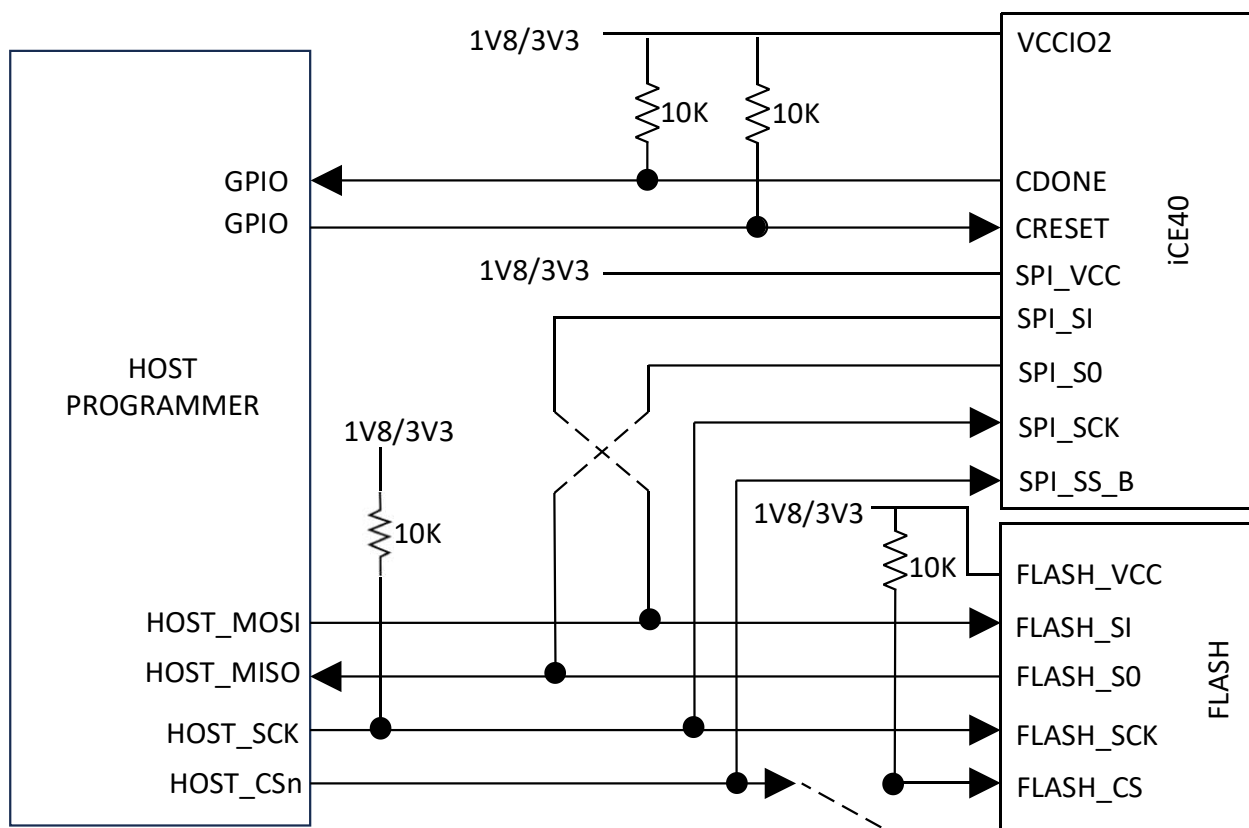 1V8/3V3
VCCIO2
10K
10K
GPIO
CDONE
GPIO
CRESET
iCE40
1V8/3V3
SPI_VCC
SPI_SI
HOST
PROGRAMMER
SPI_S0
1V8/3V3
SPI_SCK
SPI_SS_B
1V8/3V3
10K
10K
FLASH_VCC
HOST_MOSI
FLASH_SI
HOST_MISO
FLASH_S0
FLASH
HOST_SCK
FLASH_SCK
HOST_CSn
FLASH_CS